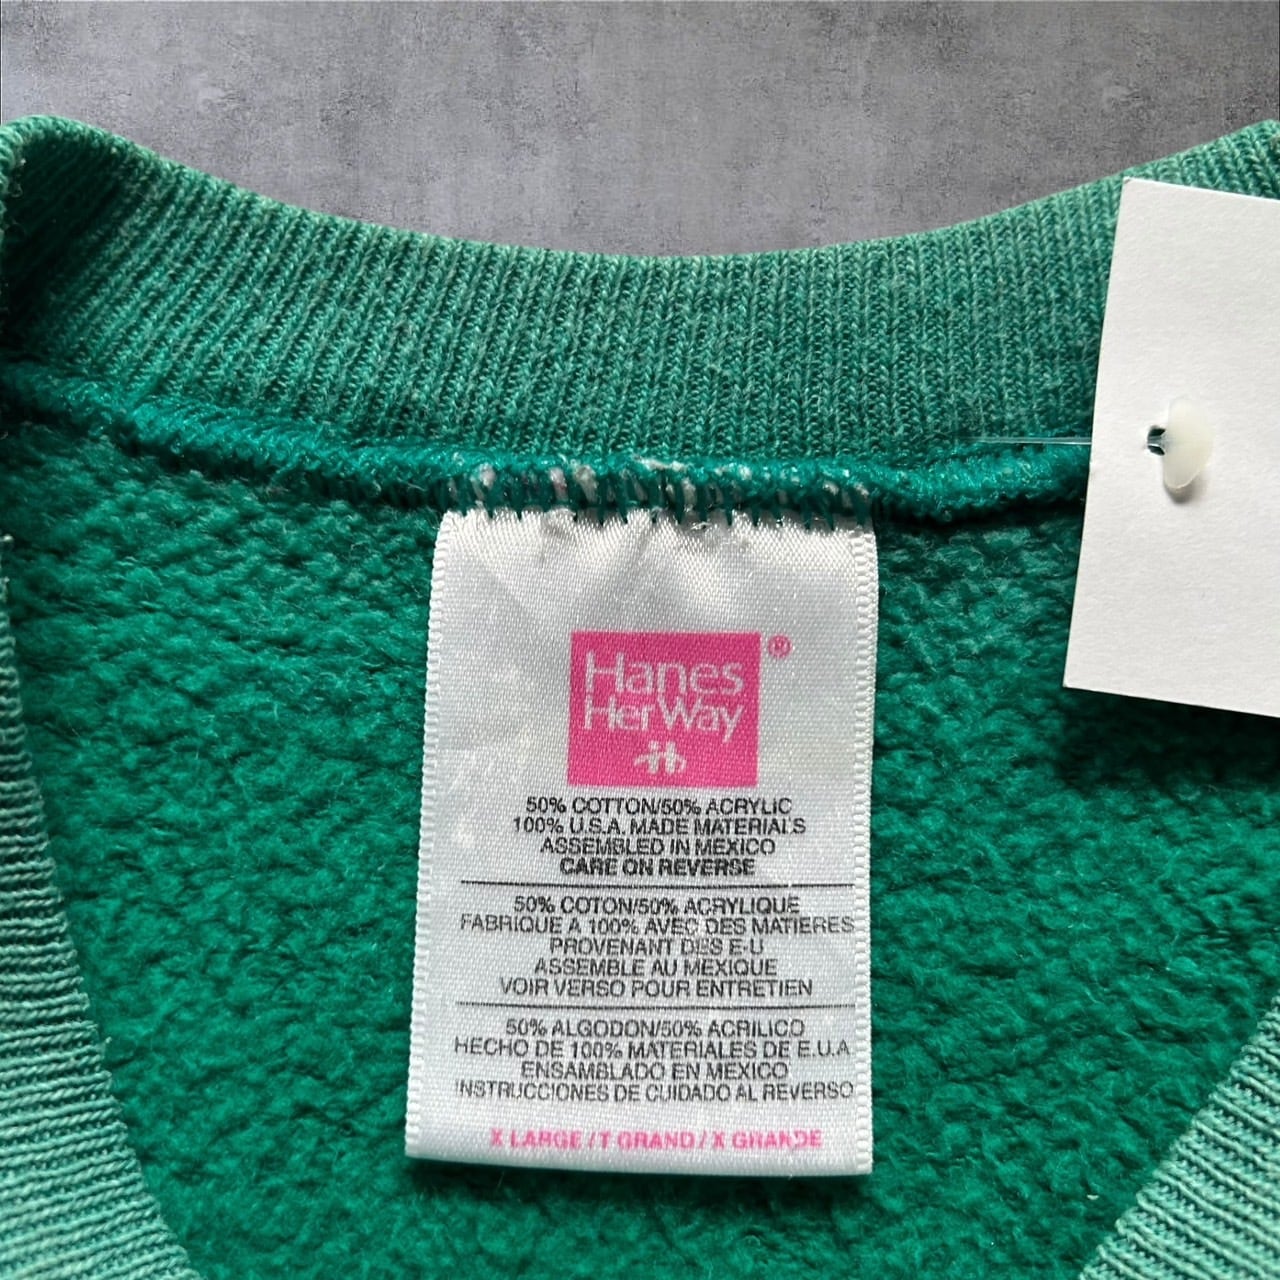 Hanes
HerWay
®
50% COTTON/50% ACRYLIC
100% U.S.A. MADE MATERIALS
ASSEMBLED IN MEXICO
CARE ON REVERSE
50% COTON/50% ACRYLIQUE
FABRIQUE A 100% AVEC DES MATIERES
PROVENANT DES E-U
ASSEMBLE AU MEXIQUE
VOIR VERSO POUR ENTRETIEN
50% ALGODON/50% ACRILICO
HECHO DE 100% MATERIALES DE E.U.A
ENSAMBLADO EN MEXICO
INSTRUCCIONES DE CUIDADO AL REVERSO
X LARGE / T GRAND / X GRANDE